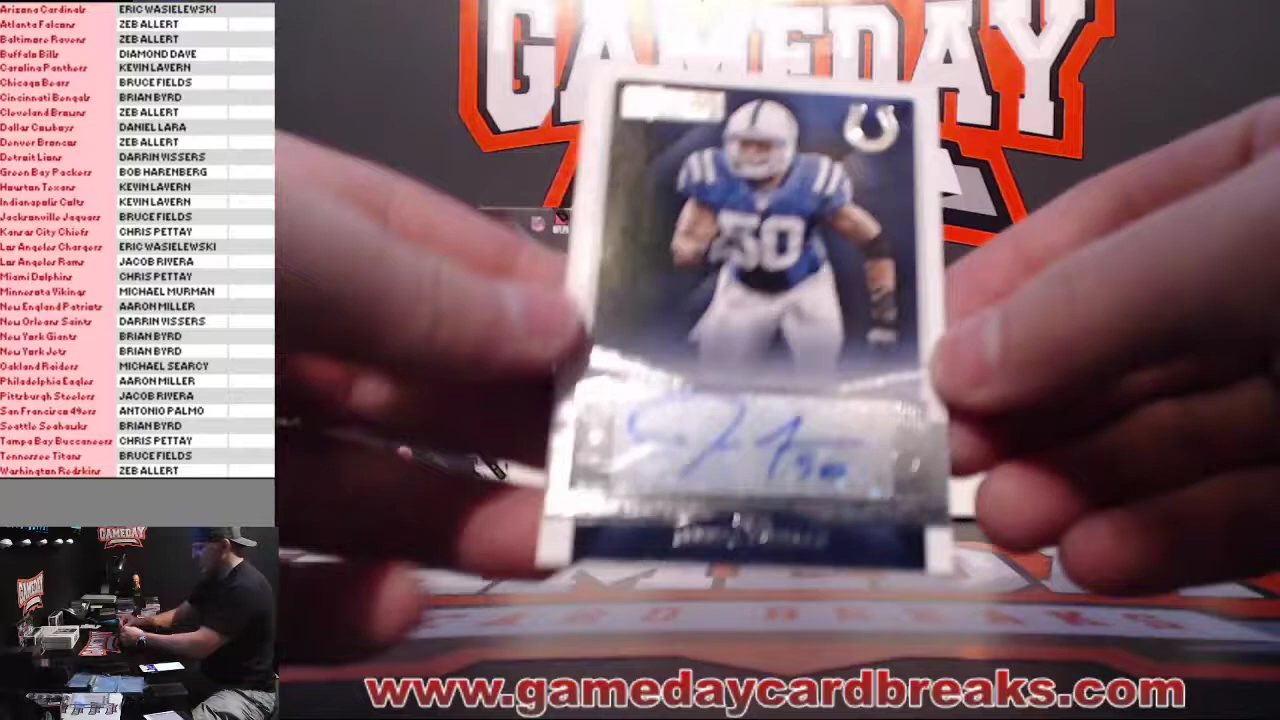 Arizona Cardinals ERIC WASIELEWSKI
Atlanta Falcons ZEB ALLERT
Baltimore Ravens ZEB ALLERT
Buffalo Bills DIAMOND DAVE
Carolina Panthers KEVIN LAVERN
Chicago Bears BRUCE FIELDS
Cincinnati Bengals BRIAN BYRD
Cleveland Browns ZEB ALLERT
Dallas Cowboys DANIEL LARA
Denver Broncos ZEB ALLERT
Detroit Lions DARRIN VISSERS
Green Bay Packers BOB HARENBERG
Houston Texans KEVIN LAVERN
Indianapolis Colts KEVIN LAVERN
Jacksonville Jaguars BRUCE FIELDS
Kansas City Chiefs CHRIS PETTAY
Los Angeles Chargers ERIC WASIELEWSKI
Los Angeles Rams JACOB RIVERA
Miami Dolphins CHRIS PETTAY
Minnesota Vikings MICHAEL MURMAN
New England Patriots AARON MILLER
New Orleans Saints DARRIN VISSERS
New York Giants BRIAN BYRD
New York Jets BRIAN BYRD
Oakland Raiders MICHAEL SEARCY
Philadelphia Eagles AARON MILLER
Pittsburgh Steelers JACOB RIVERA
San Francisco 49ers ANTONIO PALMO
Seattle Seahawks BRIAN BYRD
Tampa Bay Buccaneers CHRIS PETTAY
Tennessee Titans BRUCE FIELDS
Washington Redskins ZEB ALLERT
GAMEDAY
50
CARD BREAKS
GAMEDAY
GAMEDAY
www.gamedaycardbreaks.com